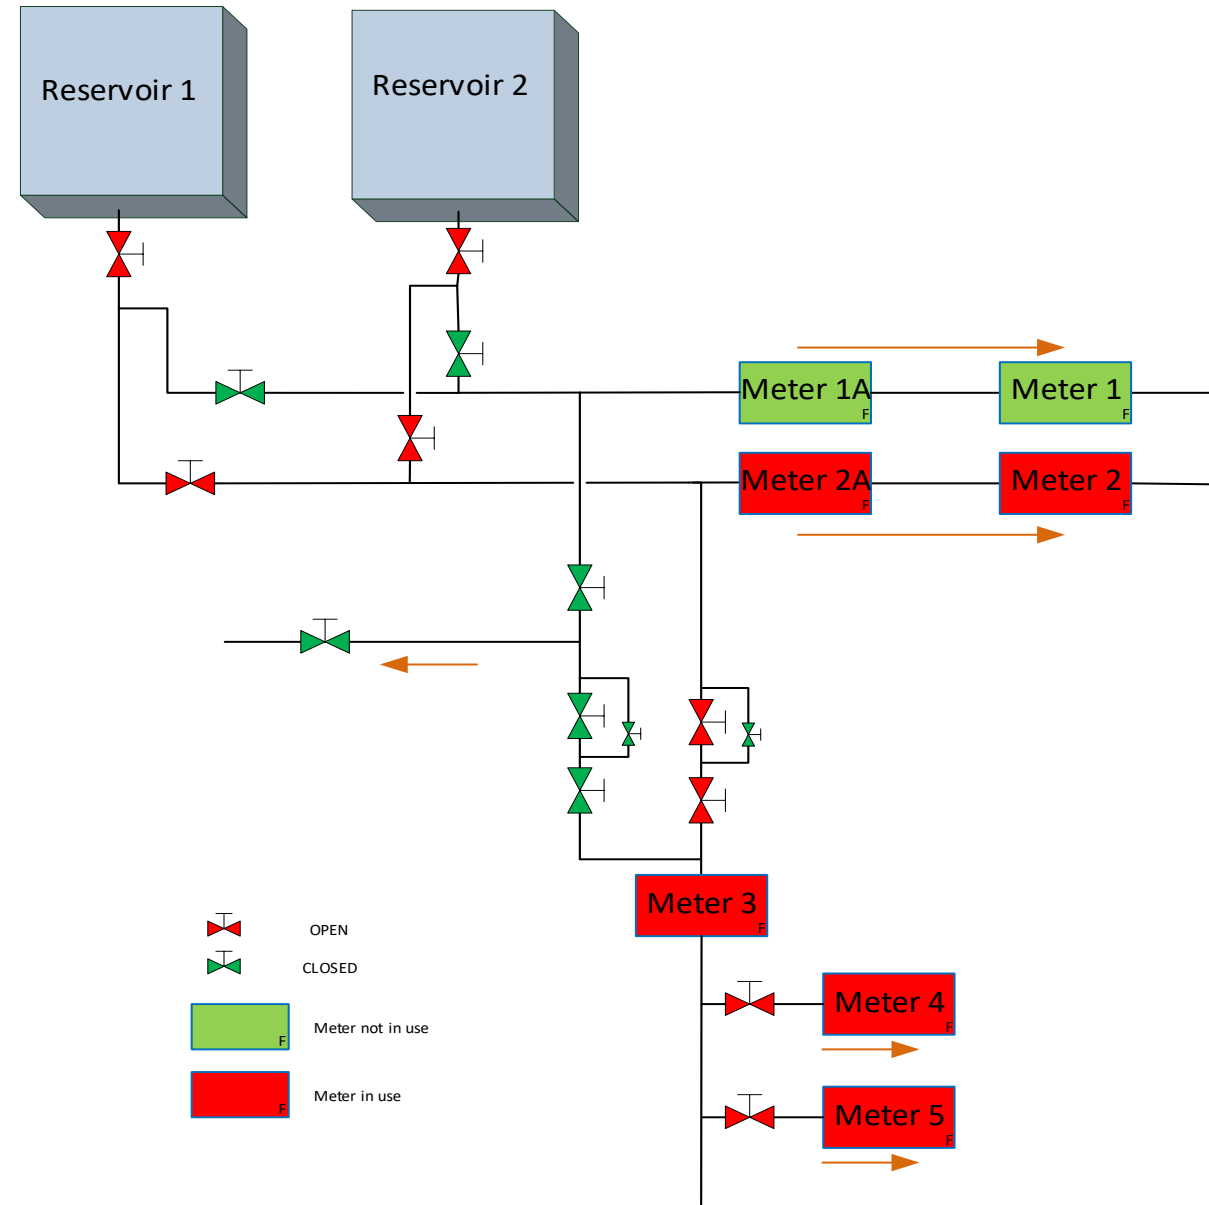 Reservoir 1
Reservoir 2
Meter 1A
F
Meter 1
F
Meter 2A
F
Meter 2
F
Meter 3
F
OPEN
CLOSED
Meter 4
F
F
Meter not in use
F
Meter in use
Meter 5
F